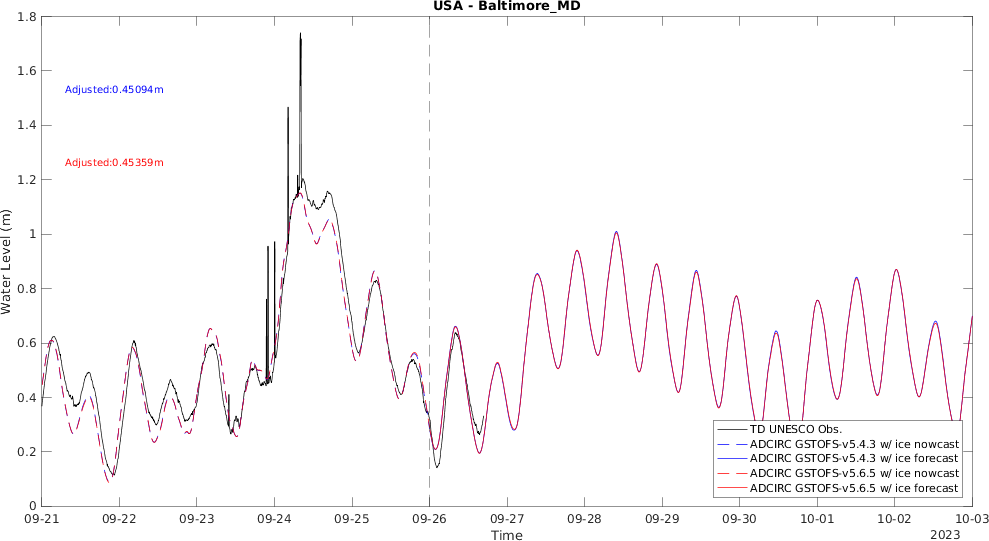 USA - Baltimore_MD
1.8
1.6
1.4
1.2
1
0.8
0.6
0.4
0.2
0
Water Level (m)
Adjusted:0.45094m
Adjusted:0.45359m
TD UNESCO Obs.
ADCIRC GSTOFS-v5.4.3 w/ ice nowcast
ADCIRC GSTOFS-v5.4.3 w/ ice forecast
ADCIRC GSTOFS-v5.6.5 w/ ice nowcast
ADCIRC GSTOFS-v5.6.5 w/ ice forecast
09-21 09-22 09-23 09-24 09-25 09-26 09-27 09-28 09-29 09-30 10-01 10-02 10-03
Time
2023